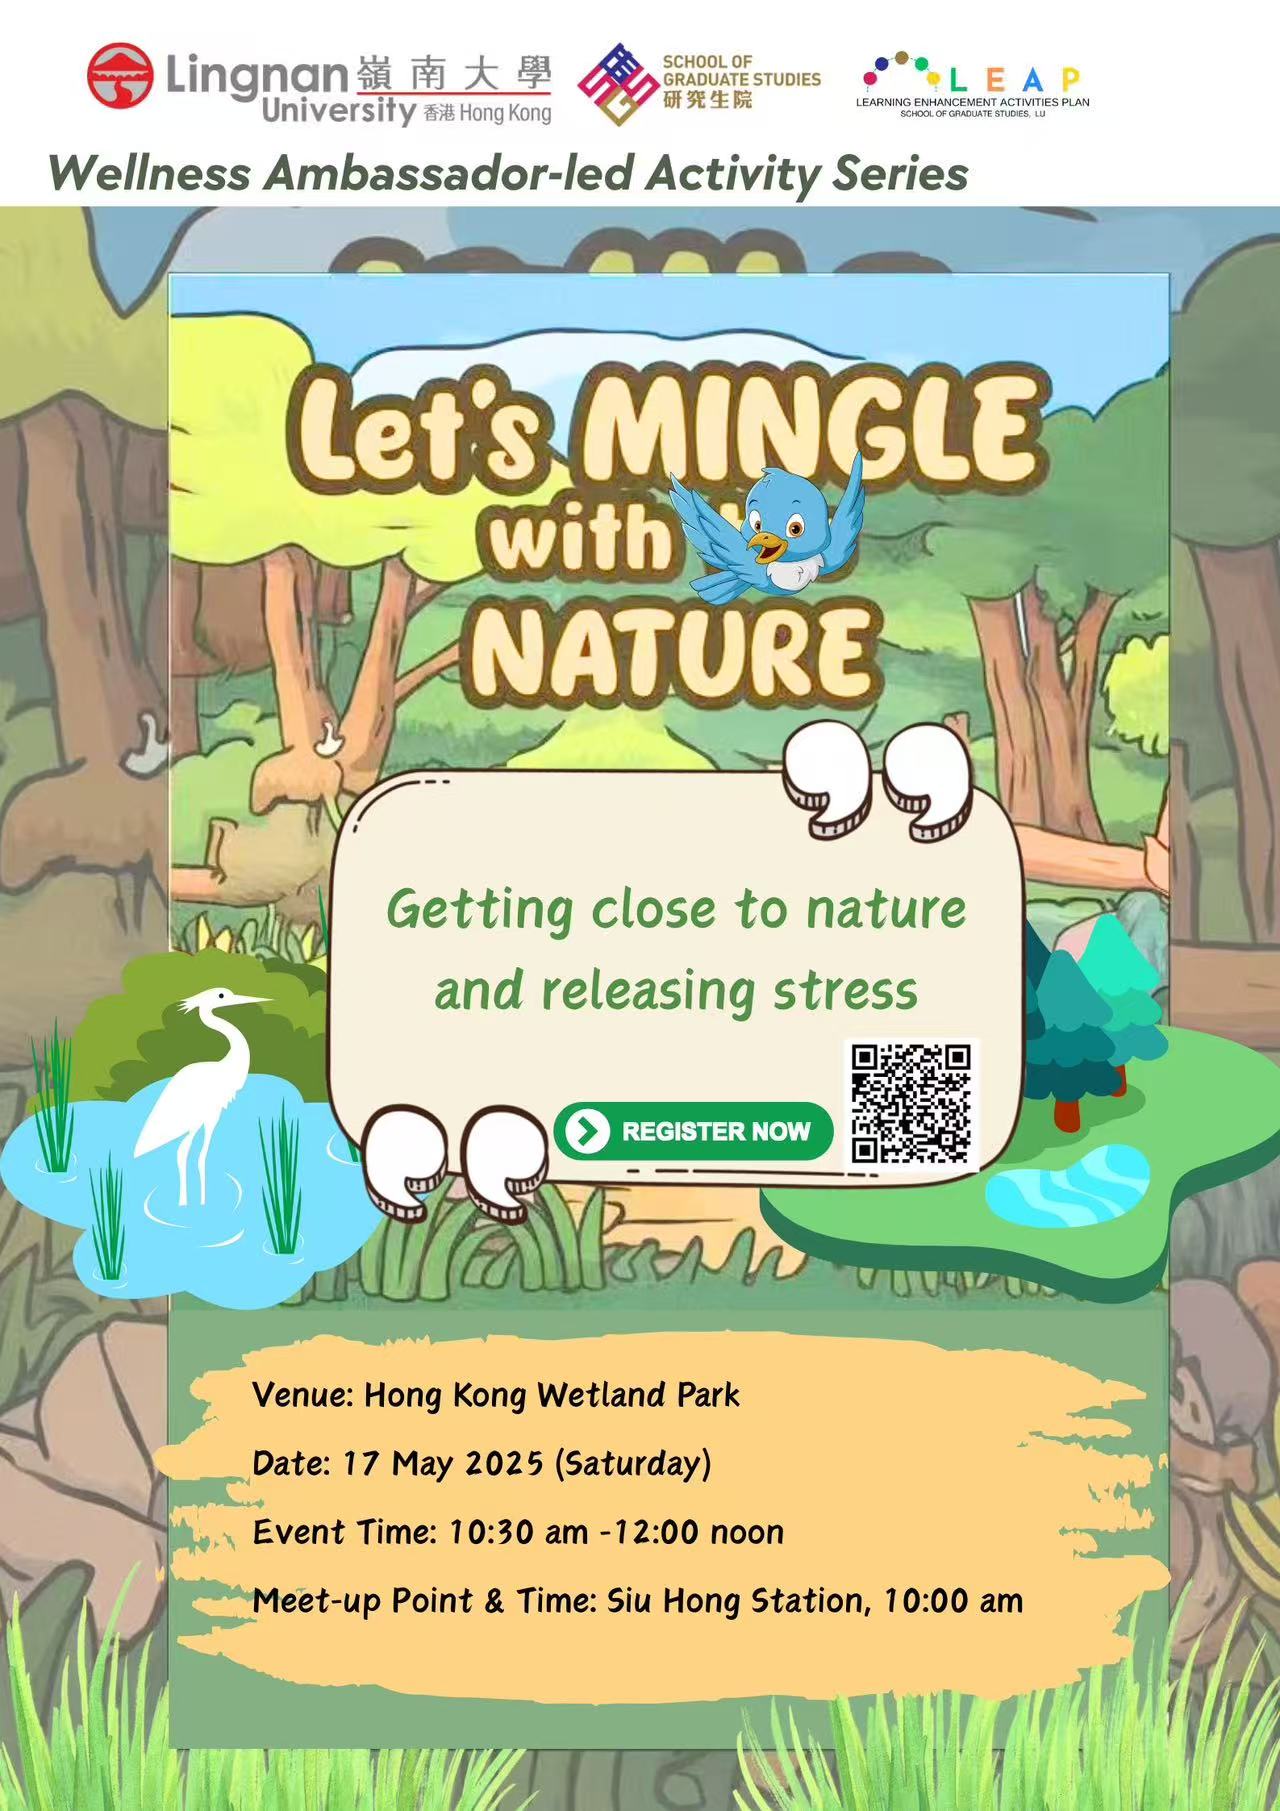 Lingnan 嶺南大學
University 香港 Hong Kong
SCHOOL OF
GRADUATE STUDIES
研究生院
LEAP
LEARNING ENHANCEMENT ACTIVITIES PLAN
SCHOOL OF GRADUATE STUDIES, LU
Wellness Ambassador-led Activity Series
Let's MINGLE
with
NATURE
Getting close to nature
and releasing stress
REGISTER NOW
Venue: Hong Kong Wetland Park
Date: 17 May 2025 (Saturday)
Event Time: 10:30 am -12:00 noon
Meet-up Point & Time: Siu Hong Station, 10:00 am